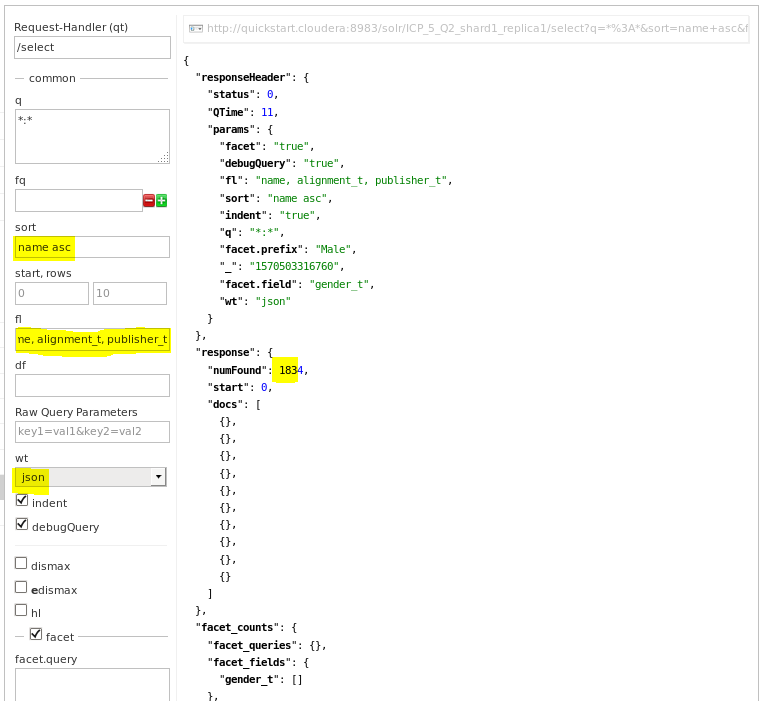 Request-Handler (qt)
/select
common
q
*:*
fq
sort
name asc
start, rows
0
10
fl
me, alignment_t, publisher_t
df
Raw Query Parameters
key1=val1&key2=val2
wt
json
indent
debugQuery
dismax
edismax
hl
facet
facet.query
http://quickstart.cloudera:8983/solr/ICP_5_Q2_shard1_replica1/select?q=*%3A*&sort=name+asc&f
{
"responseHeader": {
"status": 0,
"QTime": 11,
"params": {
"facet": "true",
"debugQuery": "true",
"fl": "name, alignment_t, publisher_t",
"sort": "name asc",
"indent": "true",
"q": "*:*",
"facet.prefix": "Male",
"_": "1570503316760",
"facet.field": "gender_t",
"wt": "json"
}
},
"response": {
"numFound": 1834,
"start": 0,
"docs": [
{},
{},
{},
{},
{},
{},
{},
{},
{},
{}
]
},
"facet_counts": {
"facet_queries": {},
"facet_fields": {
"gender_t": []
},